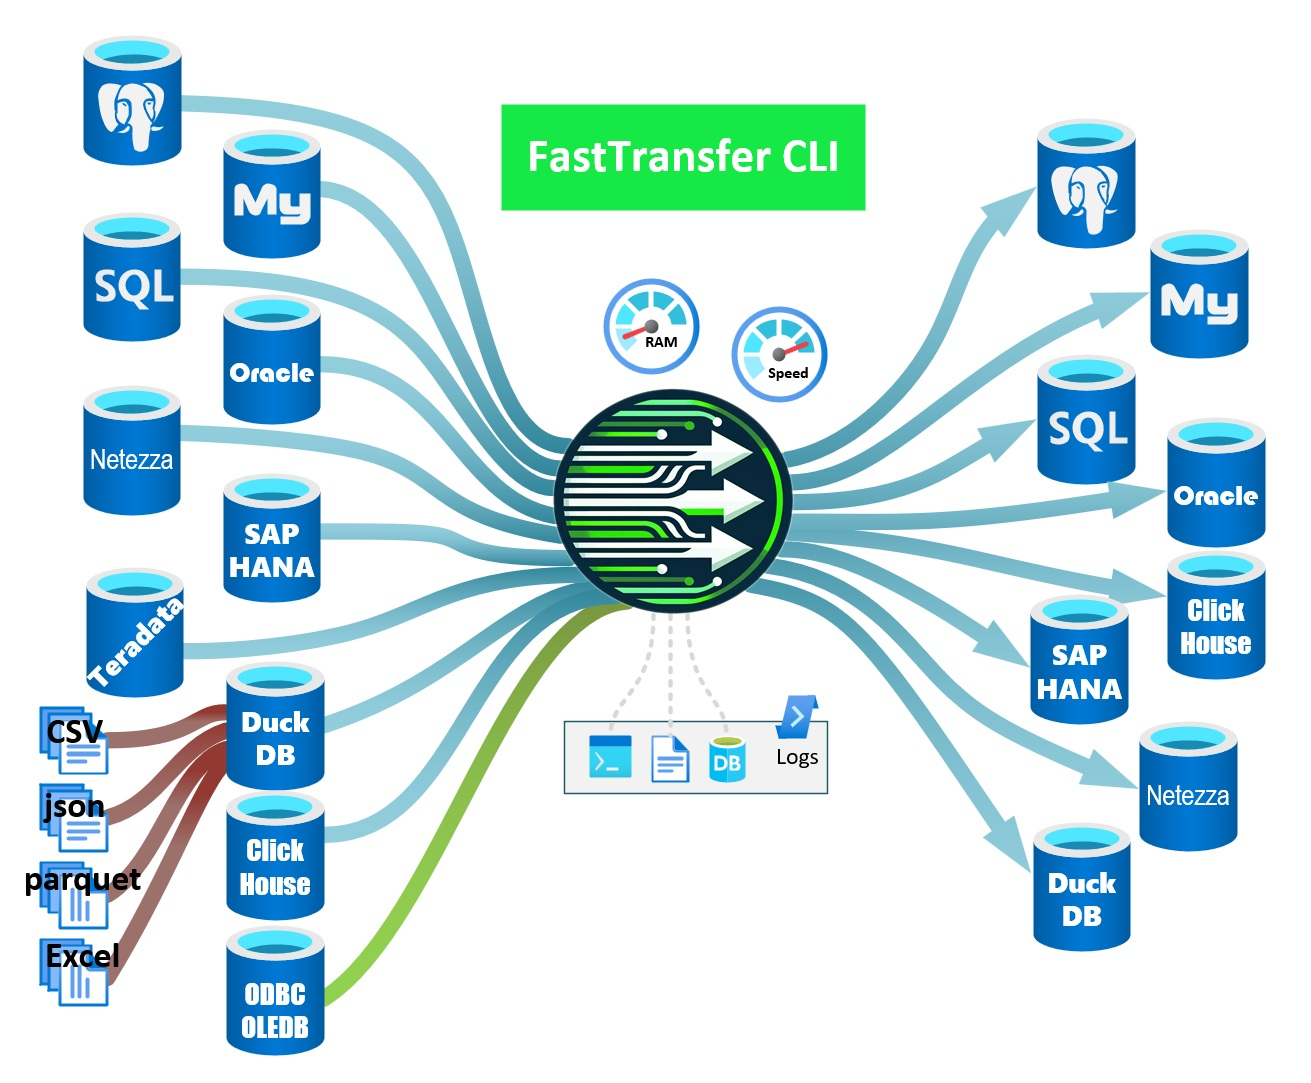 FastTransfer CLI
My
SQL
Oracle
Netezza
SAP
HANA
Teradata
Duck
DB
CSV
json
parquet
Excel
Click
House
ODBC
OLEDB
RAM
Speed
DB
Logs
My
SQL
Oracle
Click
House
SAP
HANA
Netezza
Duck
DB